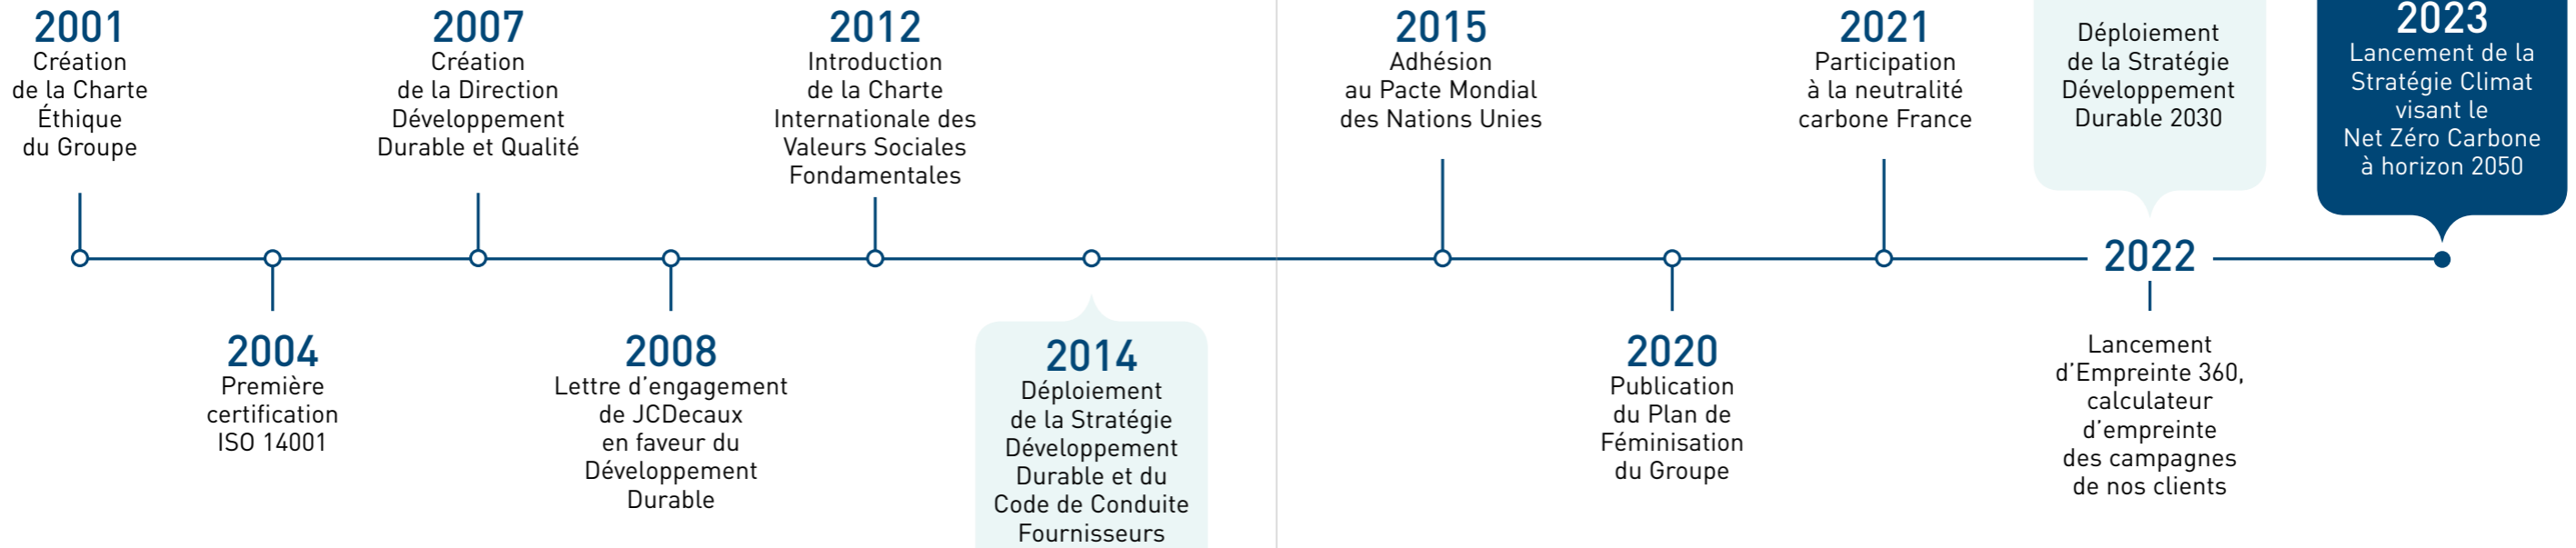 2001
Création
de la Charte
Éthique
du Groupe
2004
Première
certification
ISO 14001
2007
Création
de la Direction
Développement
Durable et Qualité
2008
Lettre d’engagement
de JCDecaux
en faveur du
Développement
Durable
2012
Introduction
de la Charte
Internationale des
Valeurs Sociales
Fondamentales
2014
Déploiement
de la Stratégie
Développement
Durable et du
Code de Conduite
Fournisseurs
2015
Adhésion
au Pacte Mondial
des Nations Unies
2020
Publication
du Plan de
Féminisation
du Groupe
2021
Participation
à la neutralité
carbone France
Déploiement
de la Stratégie
Développement
Durable 2030
2022
Lancement
d’Empreinte 360,
calculateur
d’empreinte
des campagnes
de nos clients
2023
Lancement de la
Stratégie Climat
visant le
Net Zéro Carbone
à horizon 2050